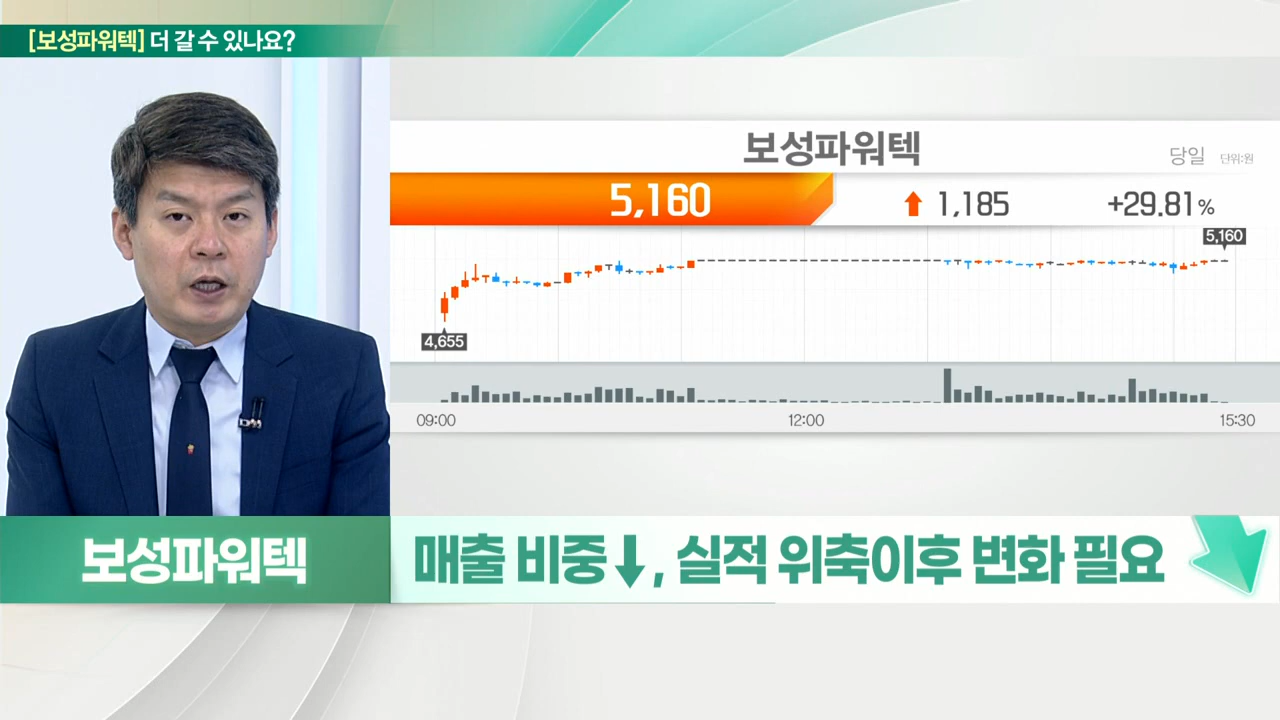 [보성파워텍] 더 갈 수 있나요?
보성파워텍
당일 단위:원
5,160 1,185 +29.81%
5,160
4,655
09:00 12:00 15:30
보성파워텍
매출 비중↓, 실적 위축이후 변화 필요